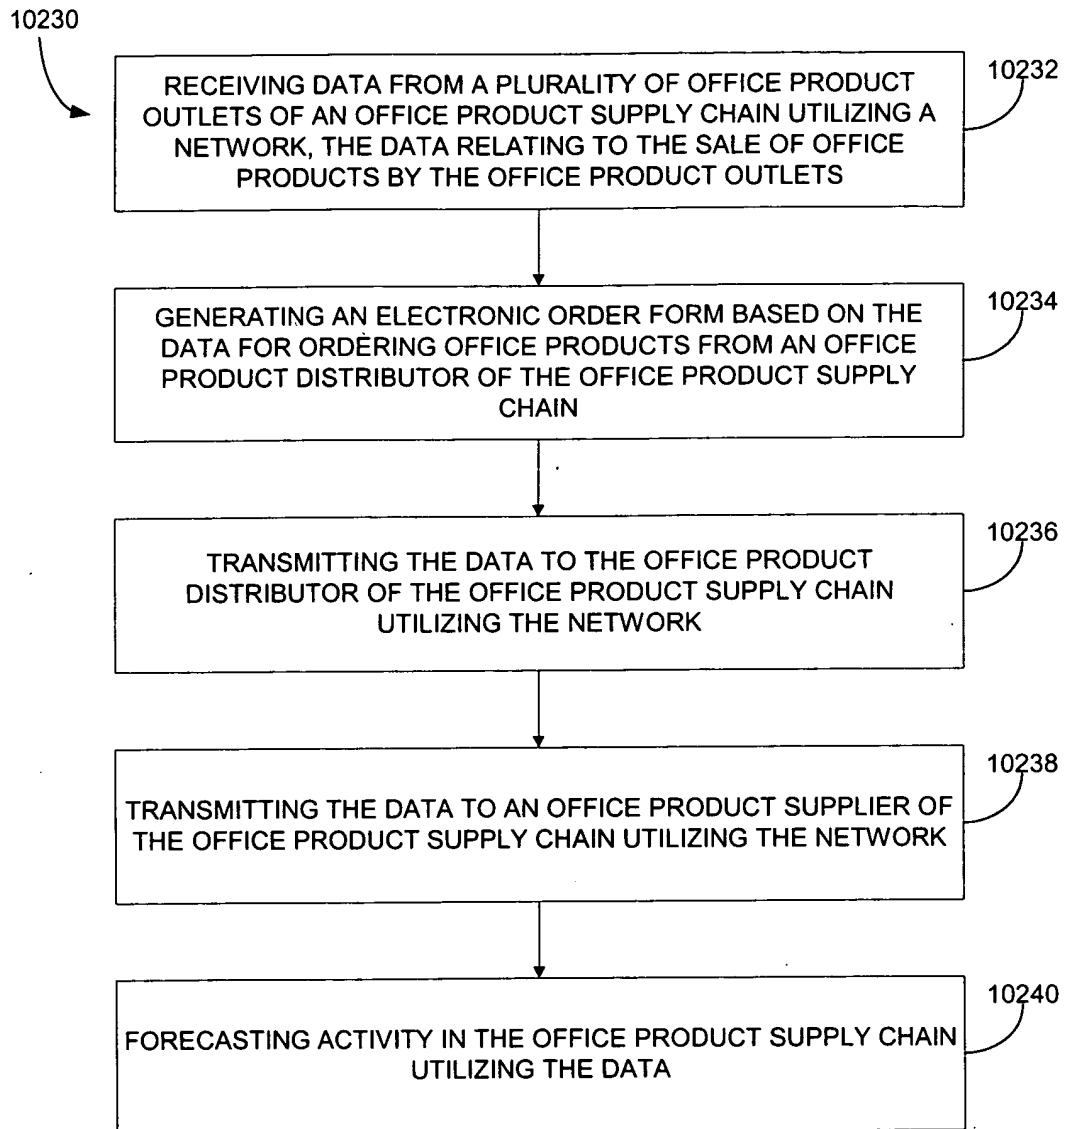 10230
10232
RECEIVING DATA FROM A PLURALITY OF OFFICE PRODUCT
OUTLETS OF AN OFFICE PRODUCT SUPPLY CHAIN UTILIZING A
NETWORK, THE DATA RELATING TO THE SALE OF OFFICE
PRODUCTS BY THE OFFICE PRODUCT OUTLETS
10234
GENERATING AN ELECTRONIC ORDER FORM BASED ON THE
DATA FOR ORDERING OFFICE PRODUCTS FROM AN OFFICE
PRODUCT DISTRIBUTOR OF THE OFFICE PRODUCT SUPPLY
CHAIN
10236
TRANSMITTING THE DATA TO THE OFFICE PRODUCT
DISTRIBUTOR OF THE OFFICE PRODUCT SUPPLY CHAIN
UTILIZING THE NETWORK
10238
TRANSMITTING THE DATA TO AN OFFICE PRODUCT SUPPLIER OF
THE OFFICE PRODUCT SUPPLY CHAIN UTILIZING THE NETWORK
10240
FORECASTING ACTIVITY IN THE OFFICE PRODUCT SUPPLY CHAIN
UTILIZING THE DATA